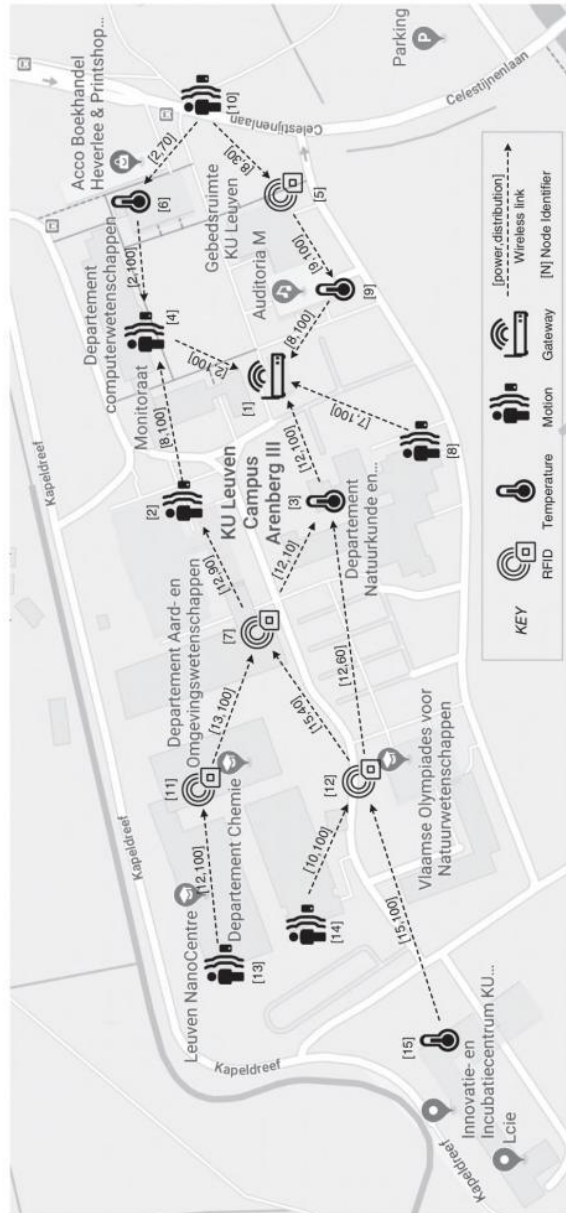 Kapeldreef
Kapeldreef
Kapeldreef
Kapeldreef
Leuven NanoCentre
Departement Chemie
Departement Aard- en
Omgevingswetenschappen
Monitoraat
Departement
computerwetenschappen
Acco Boekhandel
Heverlee & Printshop...
KU Leuven
Campus
Arenberg III
Gebedsruimte
KU Leuven
Auditoria M
Departement
Natuurkunde en...
Vlaamse Olympiades voor
Natuurwetenschappen
Innovatie- en
Incubatiecentrum KU...
Lcie
Celestijnenlaan
Celestijnenlaan
Parking
P
[13]
[12,100]
[11]
[13,100]
[7]
[12,90]
[2]
[8,100]
[4]
[2,100]
[6]
[2,70]
[10]
[8,30]
[5]
[9,100]
[9]
[8,100]
[2,100]
[1]
[12,100]
[3]
[12,10]
[7,100]
[8]
[14]
[10,100]
[12]
[15,40]
[12,60]
[15,100]
[15]
KEY
RFID
Temperature
Motion
Gateway
[power,distribution]
Wireless link
[N] Node Identifier